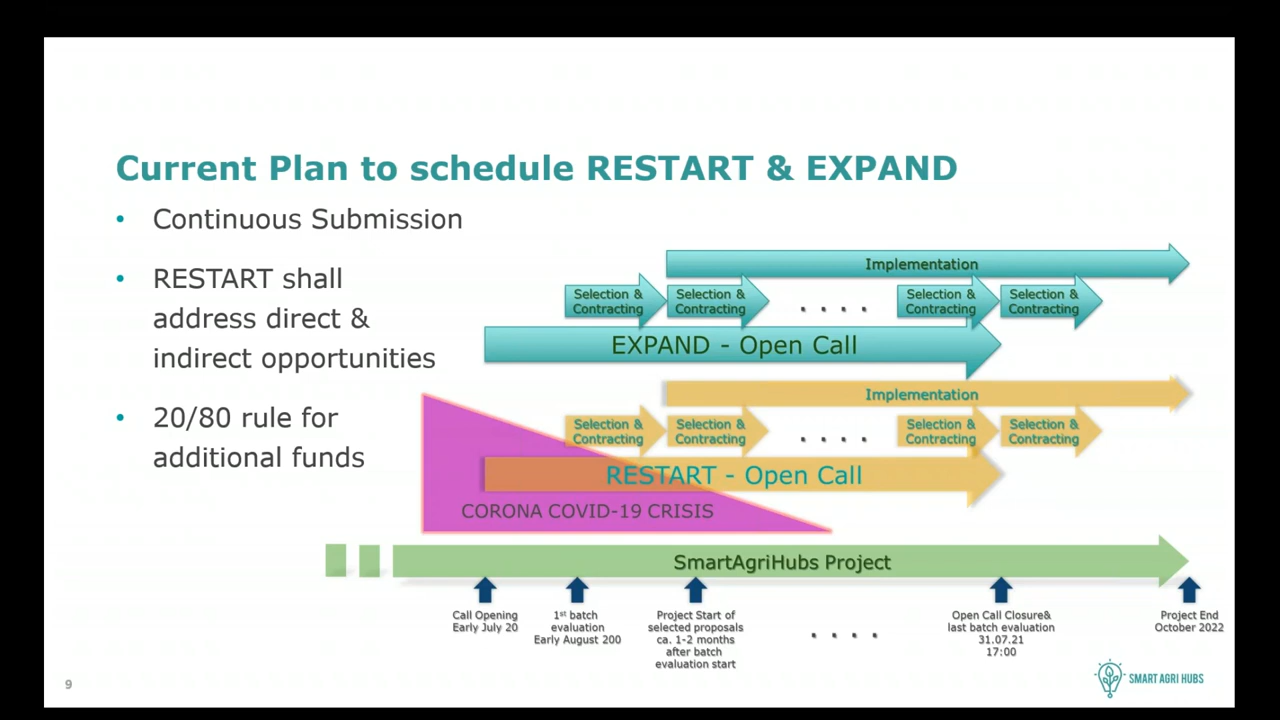 Current Plan to schedule RESTART & EXPAND
• Continuous Submission
• RESTART shall
address direct &
indirect opportunities
• 20/80 rule for
additional funds
Implementation
Selection &
Contracting
Selection &
Contracting
. . . .
Selection &
Contracting
Selection &
Contracting
EXPAND - Open Call
Implementation
Selection &
Contracting
Selection &
Contracting
. . . .
Selection &
Contracting
Selection &
Contracting
RESTART - Open Call
CORONA COVID-19 CRISIS
SmartAgriHubs Project
Call Opening
Early July 20
1st batch
evaluation
Early August 200
Project Start of
selected proposals
ca. 1-2 months
after batch
evaluation start
. . . .
Open Call Closure&
last batch evaluation
31.07.21
17:00
Project End
October 2022
9
SMART AGRI HUBS